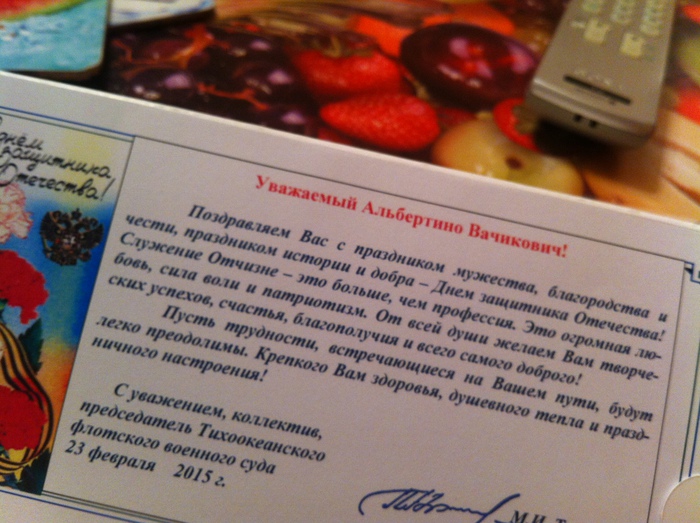 Днём
защитника
Отечества!
Уважаемый Альбертино Вачикович!
Поздравляем Вас с праздником мужества, благородства и
чести, праздником истории и добра – Днем защитника Отечества!
Служение Отчизне – это больше, чем профессия. Это огромная лю-
бовь, сила воли и патриотизм. От всей души желаем Вам творче-
ских успехов, счастья, благополучия и всего самого доброго!
Пусть трудности, встречающиеся на Вашем пути, будут
легко преодолимы. Крепкого Вам здоровья, душевного тепла и празд-
ничного настроения!
С уважением, коллектив,
председатель Тихоокеанского
флотского военного суда
23 февраля 2015 г.
М.И.